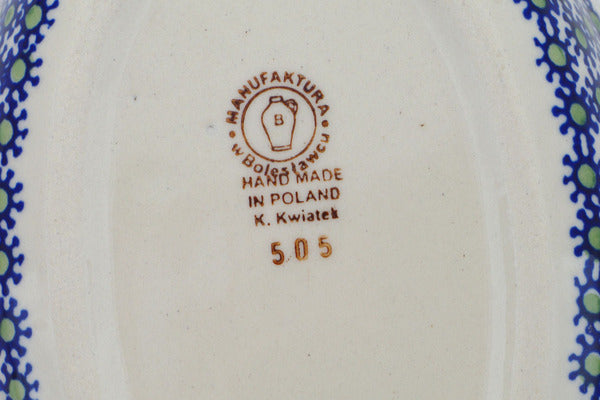 • MANUFAKTURA •
B
w Bolesławcu
HAND MADE
IN POLAND
K. Kwiatek
505